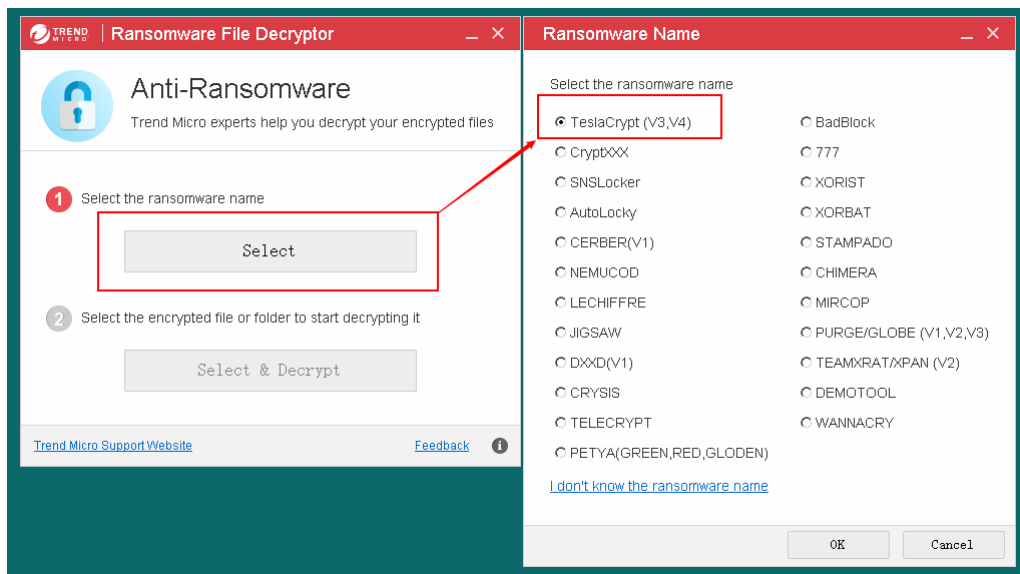 TREND MICRO
Ransomware File Decryptor
Anti-Ransomware
Trend Micro experts help you decrypt your encrypted files
1 Select the ransomware name
Select
2 Select the encrypted file or folder to start decrypting it
Select & Decrypt
Trend Micro Support Website
Feedback
Ransomware Name
Select the ransomware name
TeslaCrypt (V3,V4)
CryptXXX
SNSLocker
AutoLocky
CERBER(V1)
NEMUCOD
LECHIFFRE
JIGSAW
DXXD(V1)
CRYSIS
TELECRYPT
PETYA(GREEN,RED,GLODEN)
BadBlock
777
XORIST
XORBAT
STAMPADO
CHIMERA
MIRCOP
PURGE/GLOBE (V1,V2,V3)
TEAMXRAT/XPAN (V2)
DEMOTOOL
WANNACRY
I don't know the ransomware name
OK
Cancel